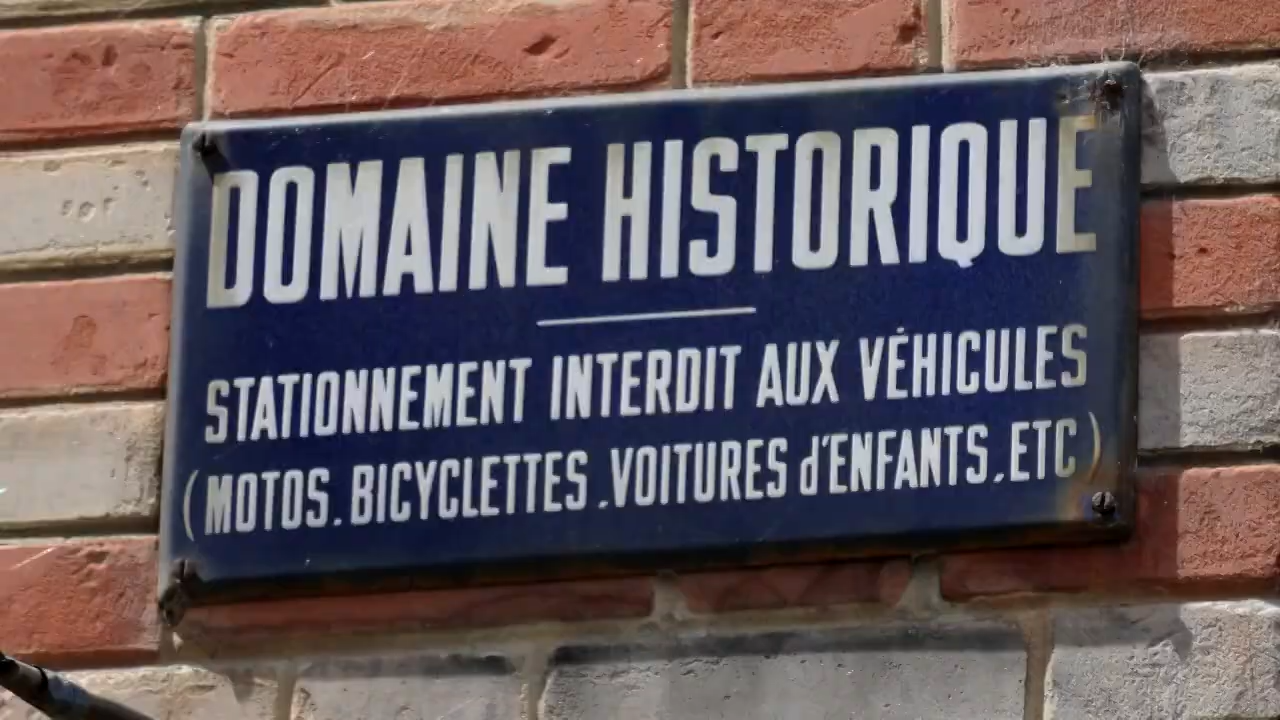 DOMAINE HISTORIQUE
STATIONNEMENT INTERDIT AUX VÉHICULES
(MOTOS.BICYCLETTES.VOITURES d'ENFANTS.ETC)